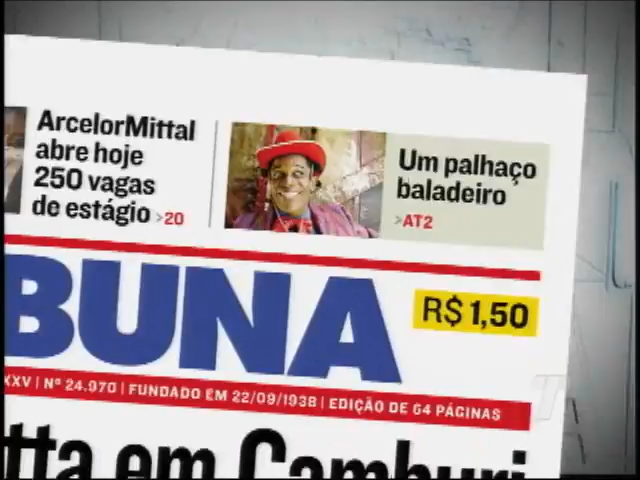 ArcelorMittal
abre hoje
250 vagas
de estágio >20
Um palhaço
baladeiro
>AT2
BUNA
R$ 1,50
XXV | Nº 24.970 | FUNDADO EM 22/09/1938 | EDIÇÃO DE 64 PÁGINAS
tta em Camburi